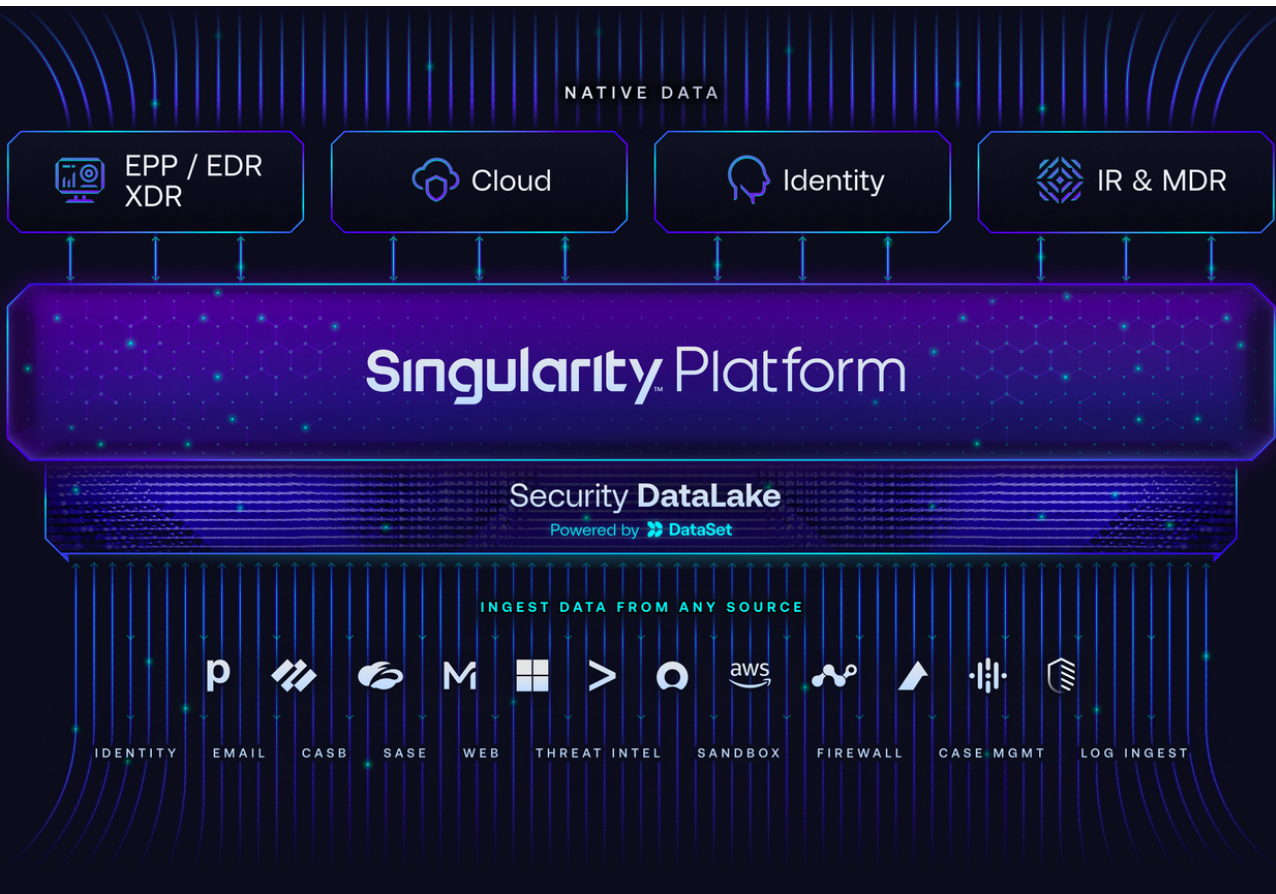 NATIVE DATA
EPP / EDR
XDR
Cloud
Identity
IR & MDR
Singularity™ Platform
Security DataLake
Powered by DataSet
INGEST DATA FROM ANY SOURCE
aws
IDENTITY EMAIL CASB SASE WEB THREAT INTEL SANDBOX FIREWALL CASE MGMT LOG INGEST